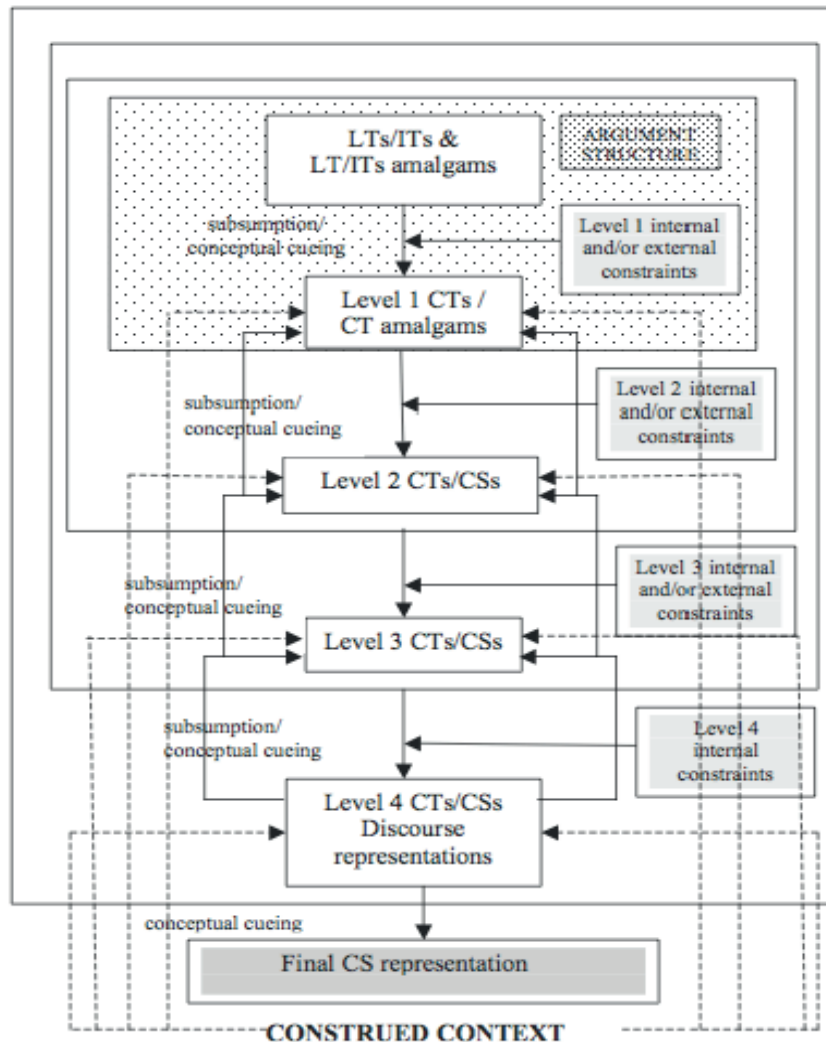 LTs/ITs &
LT/ITs amalgams
ARGUMENT
STRUCTURE
subsumption/
conceptual cueing
Level 1 internal
and/or external
constraints
Level 1 CTs /
CT amalgams
subsumption/
conceptual cueing
Level 2 internal
and/or external
constraints
Level 2 CTs/CSs
subsumption/
conceptual cueing
Level 3 internal
and/or external
constraints
Level 3 CTs/CSs
subsumption/
conceptual cueing
Level 4
internal
constraints
Level 4 CTs/CSs
Discourse
representations
conceptual cueing
Final CS representation
CONSTRUED CONTEXT